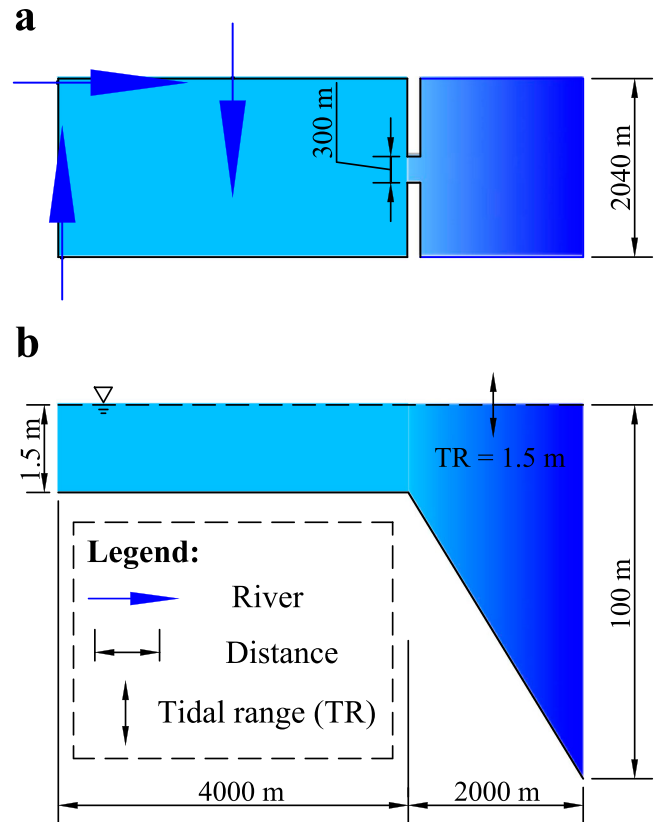 a
300 m
2040 m
b
1.5 m
TR = 1.5 m
100 m
Legend:
River
Distance
Tidal range (TR)
4000 m
2000 m